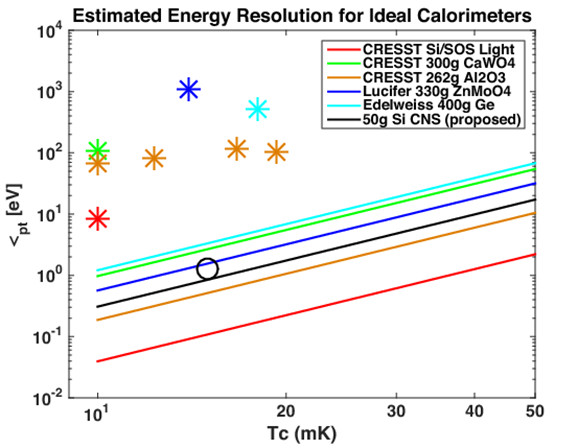 Estimated Energy Resolution for Ideal Calorimeters
10^4
10^3
10^2
10^1
10^0
10^-1
10^-2
<_pt [eV]
CRESST Si/SOS Light
CRESST 300g CaWO4
CRESST 262g Al2O3
Lucifer 330g ZnMoO4
Edelweiss 400g Ge
50g Si CNS (proposed)
10^1 20 30 40 50
Tc (mK)